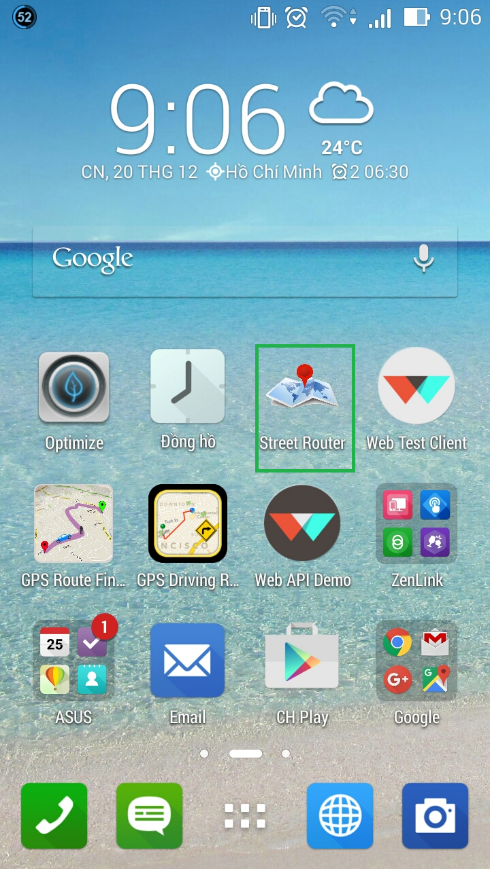 52 9:06
9:06
24°C
CN, 20 THG 12 Hồ Chí Minh 2 06:30
Google
Optimize Đồng hồ Street Router Web Test Client
GPS Route Fin... GPS Driving R... Web API Demo ZenLink
25 1
ASUS Email CH Play Google